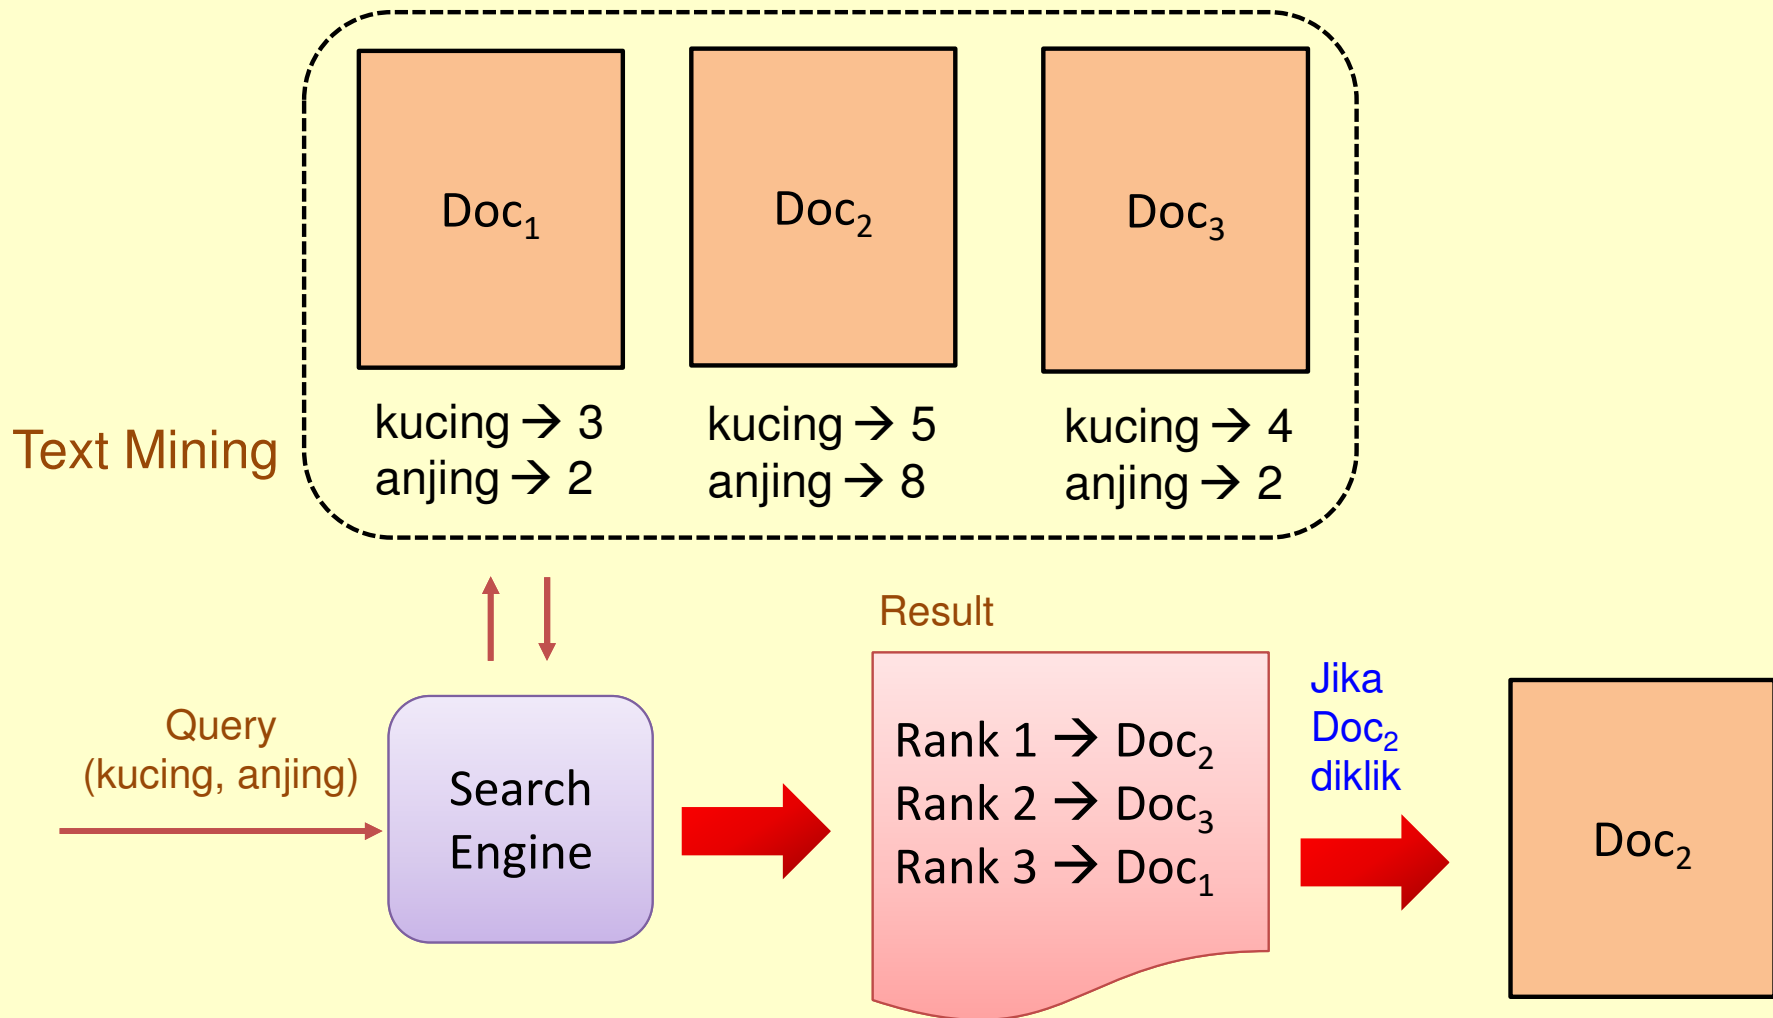 Doc₁
Doc₂
Doc₃
kucing → 3
anjing → 2
kucing → 5
anjing → 8
kucing → 4
anjing → 2
Text Mining
Query
(kucing, anjing)
Search
Engine
Result
Rank 1 → Doc₂
Rank 2 → Doc₃
Rank 3 → Doc₁
Jika
Doc₂
diklik
Doc₂